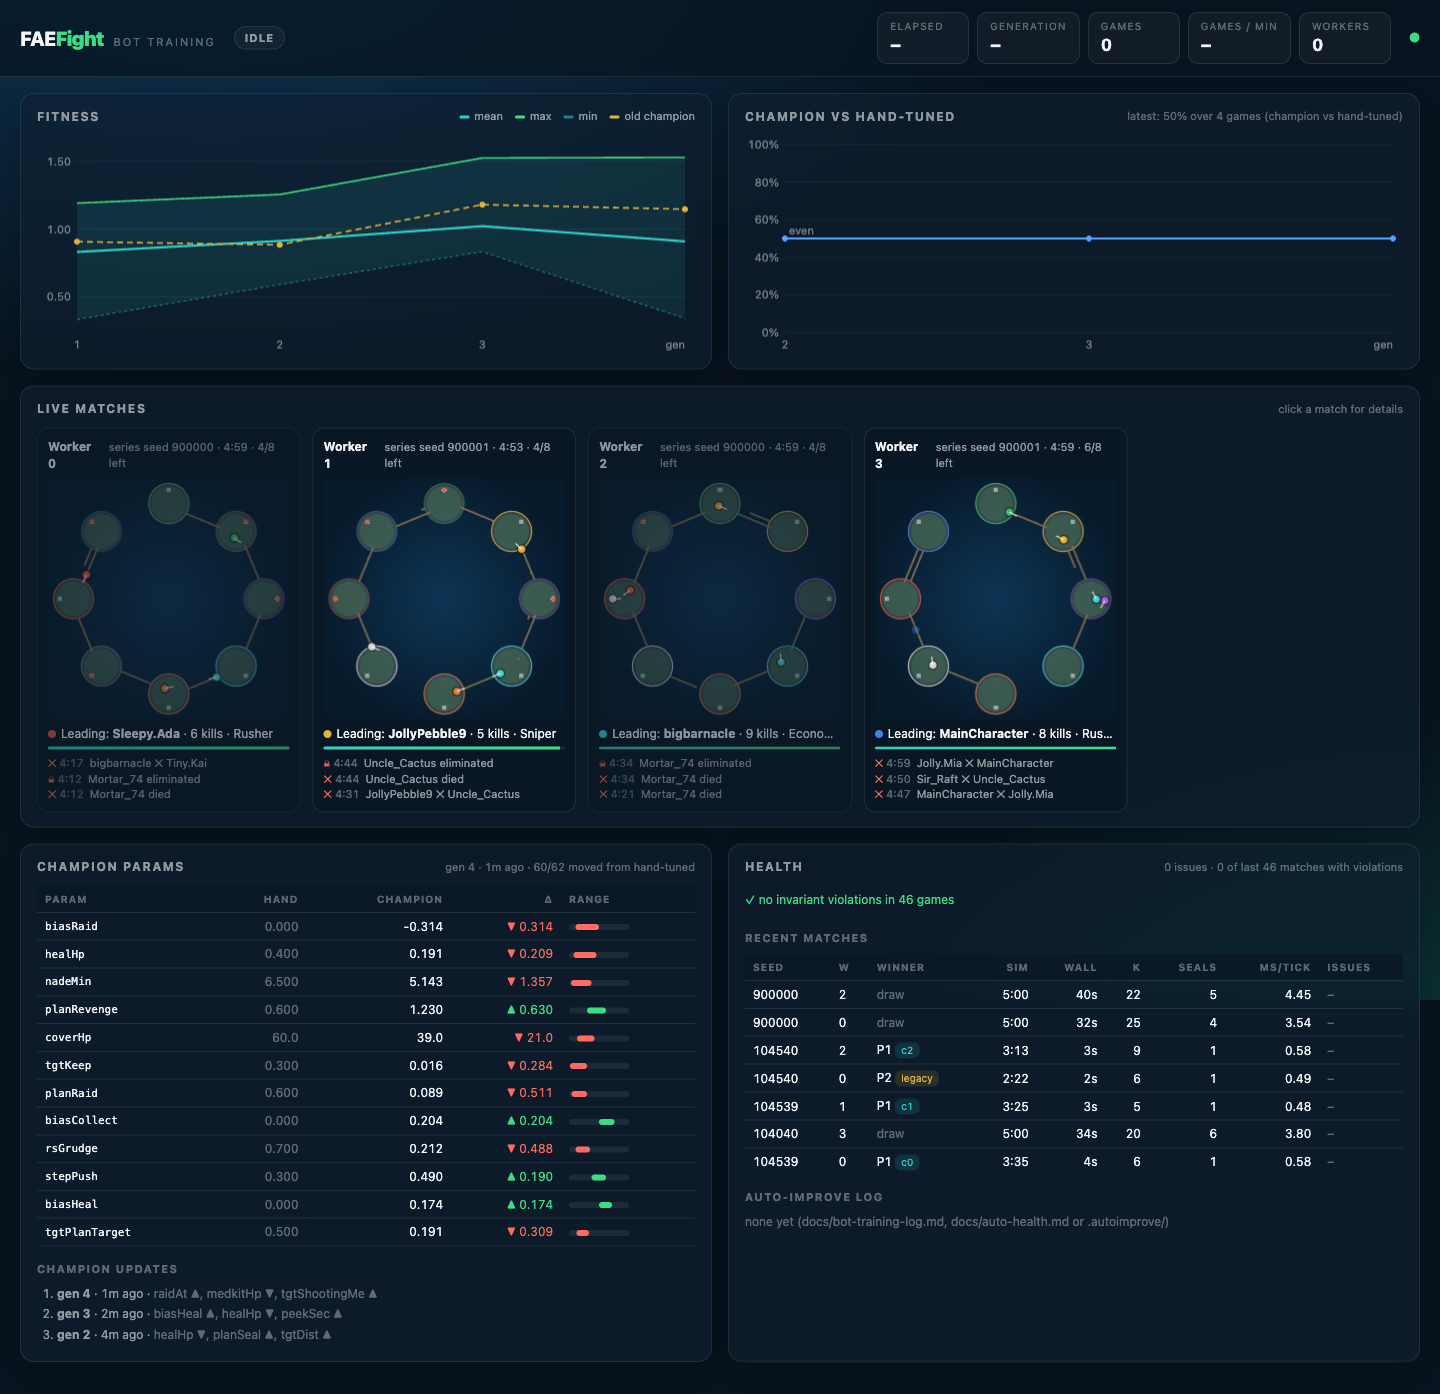 FAEFight BOT TRAINING IDLE
ELAPSED –
GENERATION –
GAMES 0
GAMES / MIN –
WORKERS 0
FITNESS
mean max min old champion
1.50
1.00
0.50
1 2 3 gen
CHAMPION VS HAND-TUNED
latest: 50% over 4 games (champion vs hand-tuned)
100%
80%
60%
even
40%
20%
0%
2 3 gen
LIVE MATCHES
click a match for details
Worker 0
series seed 900000 · 4:59 · 4/8 left
Leading: Sleepy.Ada · 6 kills · Rusher
4:17 bigbarnacle ⚔ Tiny.Kai
4:12 Mortar_74 eliminated
4:12 Mortar_74 died
Worker 1
series seed 900001 · 4:53 · 4/8 left
Leading: JollyPebble9 · 5 kills · Sniper
4:44 Uncle_Cactus eliminated
4:44 Uncle_Cactus died
4:31 JollyPebble9 ⚔ Uncle_Cactus
Worker 2
series seed 900000 · 4:59 · 4/8 left
Leading: bigbarnacle · 9 kills · Econo...
4:34 Mortar_74 eliminated
4:34 Mortar_74 died
4:21 Mortar_74 died
Worker 3
series seed 900001 · 4:59 · 6/8 left
Leading: MainCharacter · 8 kills · Rus...
4:59 Jolly.Mia ⚔ MainCharacter
4:50 Sir_Raft ⚔ Uncle_Cactus
4:47 MainCharacter ⚔ Jolly.Mia
CHAMPION PARAMS
gen 4 · 1m ago · 60/62 moved from hand-tuned
PARAM HAND CHAMPION Δ RANGE
biasRaid 0.000 -0.314 ▼ 0.314
healHp 0.400 0.191 ▼ 0.209
nadeMin 6.500 5.143 ▼ 1.357
planRevenge 0.600 1.230 ▲ 0.630
coverHp 60.0 39.0 ▼ 21.0
tgtKeep 0.300 0.016 ▼ 0.284
planRaid 0.600 0.089 ▼ 0.511
biasCollect 0.000 0.204 ▲ 0.204
rsGrudge 0.700 0.212 ▼ 0.488
stepPush 0.300 0.490 ▲ 0.190
biasHeal 0.000 0.174 ▲ 0.174
tgtPlanTarget 0.500 0.191 ▼ 0.309
CHAMPION UPDATES
1. gen 4 · 1m ago · raidAt ▲, medkitHp ▼, tgtShootingMe ▲
2. gen 3 · 2m ago · biasHeal ▲, healHp ▼, peekSec ▲
3. gen 2 · 4m ago · healHp ▼, planSeal ▲, tgtDist ▲
HEALTH
0 issues · 0 of last 46 matches with violations
✓ no invariant violations in 46 games
RECENT MATCHES
SEED W WINNER SIM WALL K SEALS MS/TICK ISSUES
900000 2 draw 5:00 40s 22 5 4.45 –
900000 0 draw 5:00 32s 25 4 3.54 –
104540 2 P1 c2 3:13 3s 9 1 0.58 –
104540 0 P2 legacy 2:22 2s 6 1 0.49 –
104539 1 P1 c1 3:25 3s 5 1 0.48 –
104040 3 draw 5:00 34s 20 6 3.80 –
104539 0 P1 c0 3:35 4s 6 1 0.58 –
AUTO-IMPROVE LOG
none yet (docs/bot-training-log.md, docs/auto-health.md or .autoimprove/)